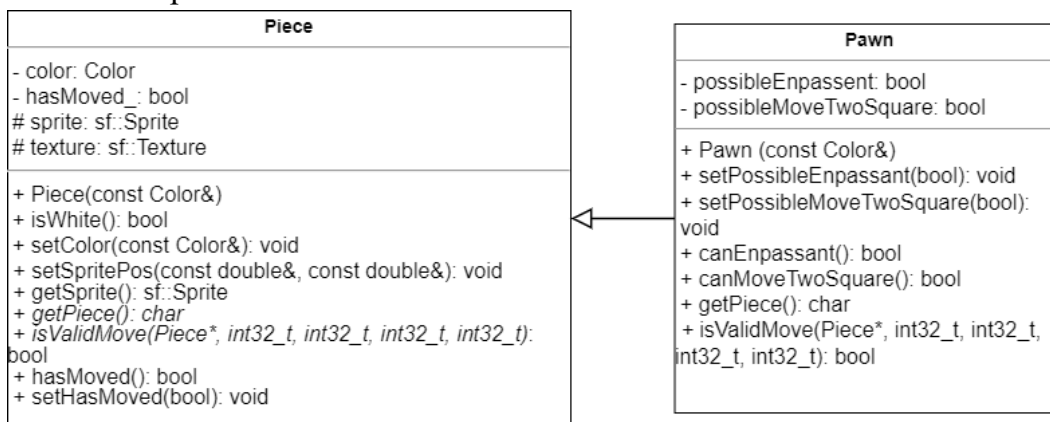 Piece
- color: Color
- hasMoved_: bool
# sprite: sf::Sprite
# texture: sf::Texture
+ Piece(const Color&)
+ isWhite(): bool
+ setColor(const Color&): void
+ setSpritePos(const double&, const double&): void
+ getSprite(): sf::Sprite
+ getPiece(): char
+ isValidMove(Piece*, int32_t, int32_t, int32_t, int32_t):
bool
+ hasMoved(): bool
+ setHasMoved(bool): void
Pawn
- possibleEnpassent: bool
- possibleMoveTwoSquare: bool
+ Pawn (const Color&)
+ setPossibleEnpassant(bool): void
+ setPossibleMoveTwoSquare(bool):
void
+ canEnpassant(): bool
+ canMoveTwoSquare(): bool
+ getPiece(): char
+ isValidMove(Piece*, int32_t, int32_t,
int32_t, int32_t): bool